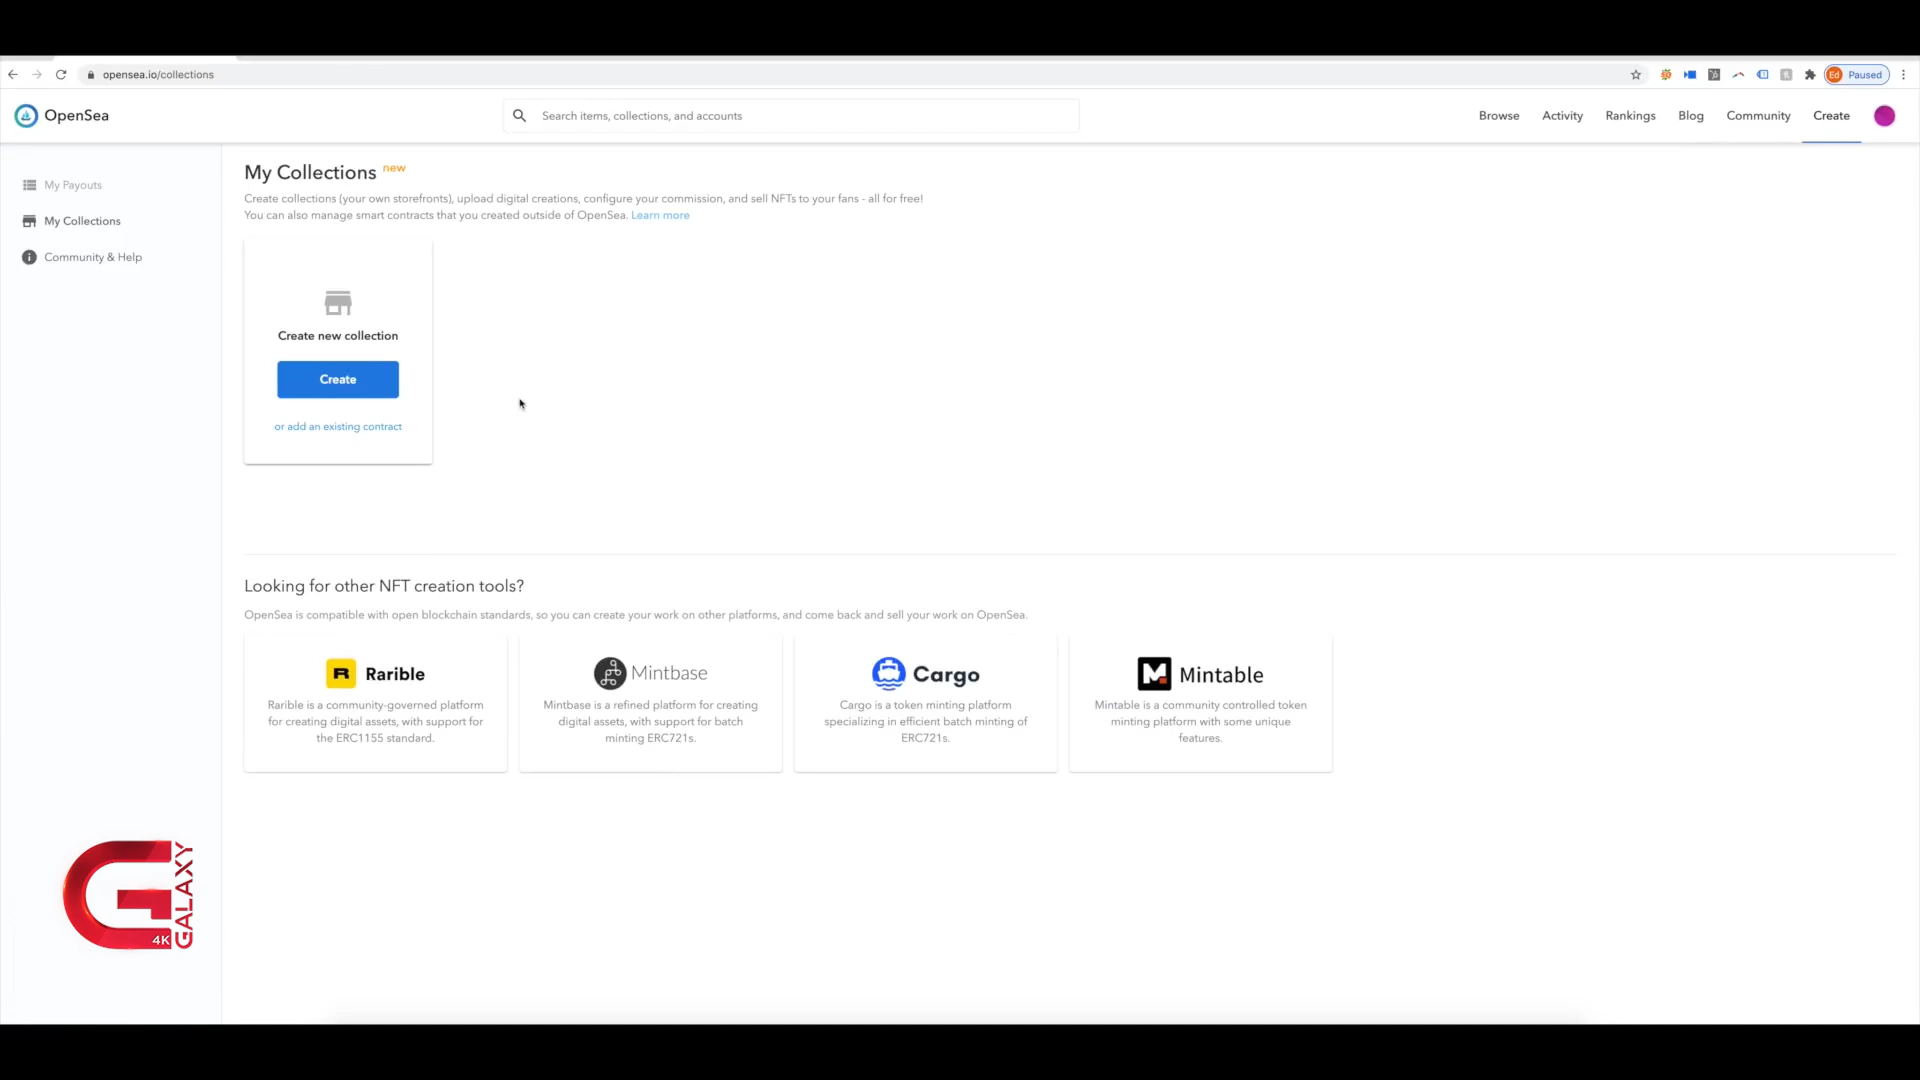 opensea.io/collections
Ed Paused
OpenSea
Search items, collections, and accounts
Browse
Activity
Rankings
Blog
Community
Create
My Payouts
My Collections
Community & Help
My Collections new
Create collections (your own storefronts), upload digital creations, configure your commission, and sell NFTs to your fans - all for free!
You can also manage smart contracts that you created outside of OpenSea. Learn more
Create new collection
Create
or add an existing contract
Looking for other NFT creation tools?
OpenSea is compatible with open blockchain standards, so you can create your work on other platforms, and come back and sell your work on OpenSea.
R Rarible
Rarible is a community-governed platform
for creating digital assets, with support for
the ERC1155 standard.
Mintbase
Mintbase is a refined platform for creating
digital assets, with support for batch
minting ERC721s.
Cargo
Cargo is a token minting platform
specializing in efficient batch minting of
ERC721s.
M Mintable
Mintable is a community controlled token
minting platform with some unique
features.
G GALAXY
4K